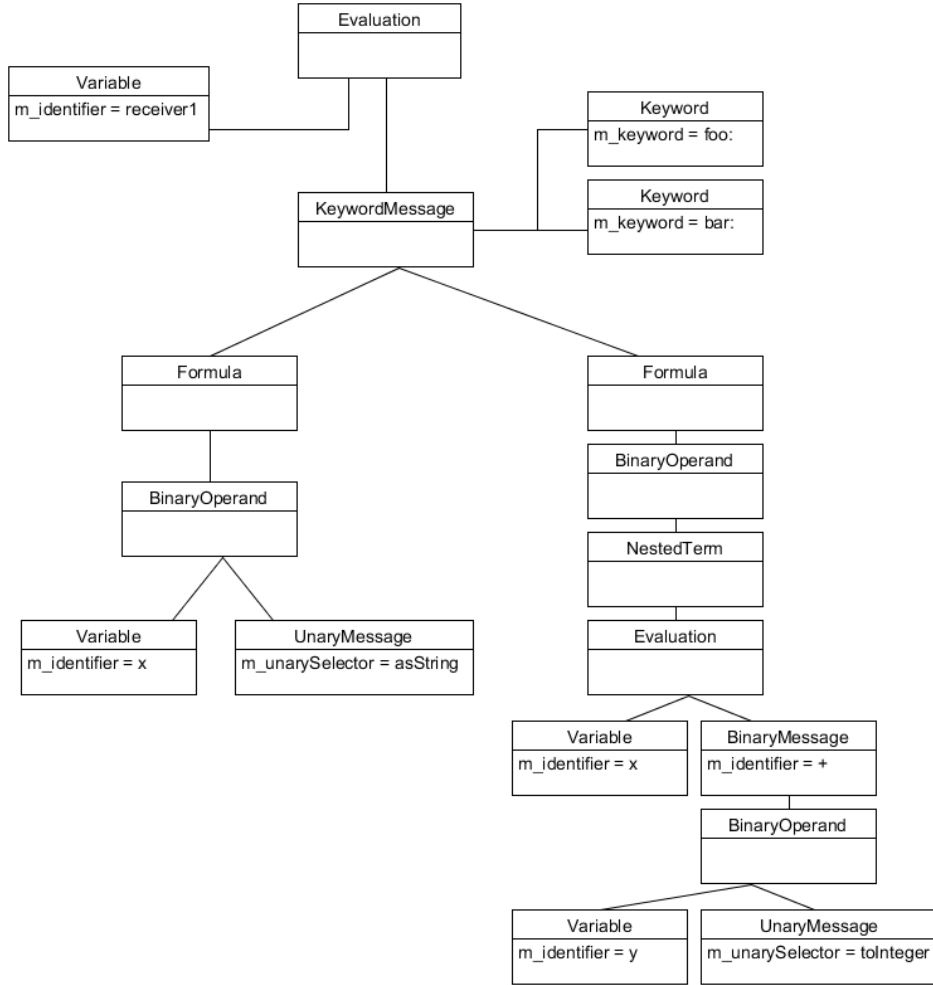 Evaluation
Variable
m_identifier = receiver1
Keyword
m_keyword = foo:
Keyword
m_keyword = bar:
KeywordMessage
Formula
Formula
BinaryOperand
BinaryOperand
NestedTerm
Variable
m_identifier = x
UnaryMessage
m_unarySelector = asString
Evaluation
Variable
m_identifier = x
BinaryMessage
m_identifier = +
BinaryOperand
Variable
m_identifier = y
UnaryMessage
m_unarySelector = toInteger